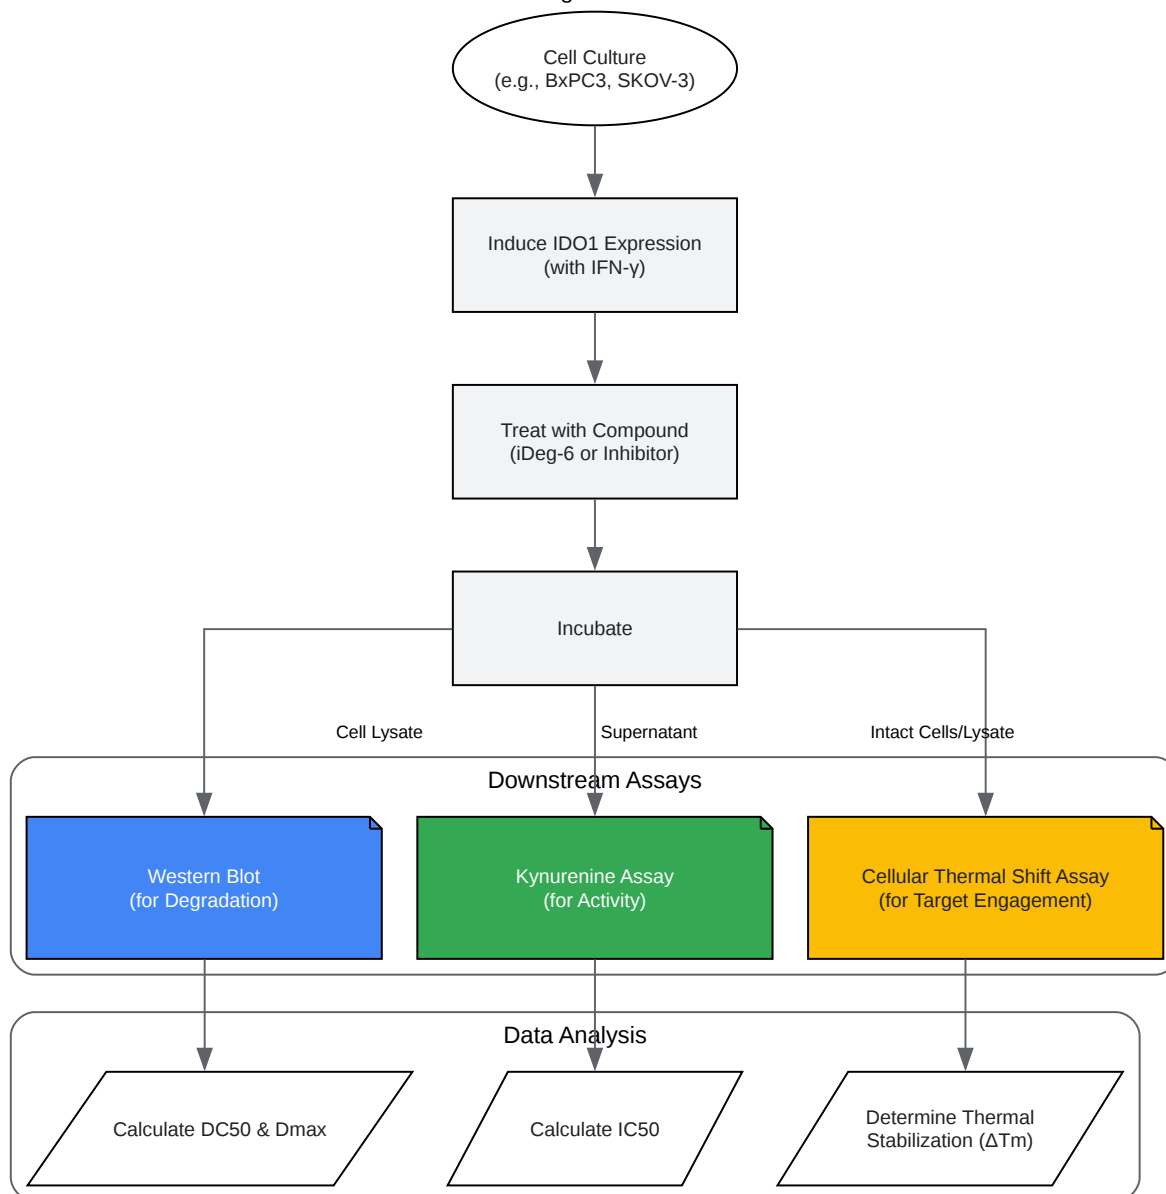 Cell Culture
(e.g., BxPC3, SKOV-3)
Induce IDO1 Expression
(with IFN-γ)
Treat with Compound
(iDeg-6 or Inhibitor)
Incubate
Cell Lysate
Supernatant
Intact Cells/Lysate
Downstream Assays
Western Blot
(for Degradation)
Kynurenine Assay
(for Activity)
Cellular Thermal Shift Assay
(for Target Engagement)
Data Analysis
Calculate DC50 & Dmax
Calculate IC50
Determine Thermal
Stabilization (ΔTm)